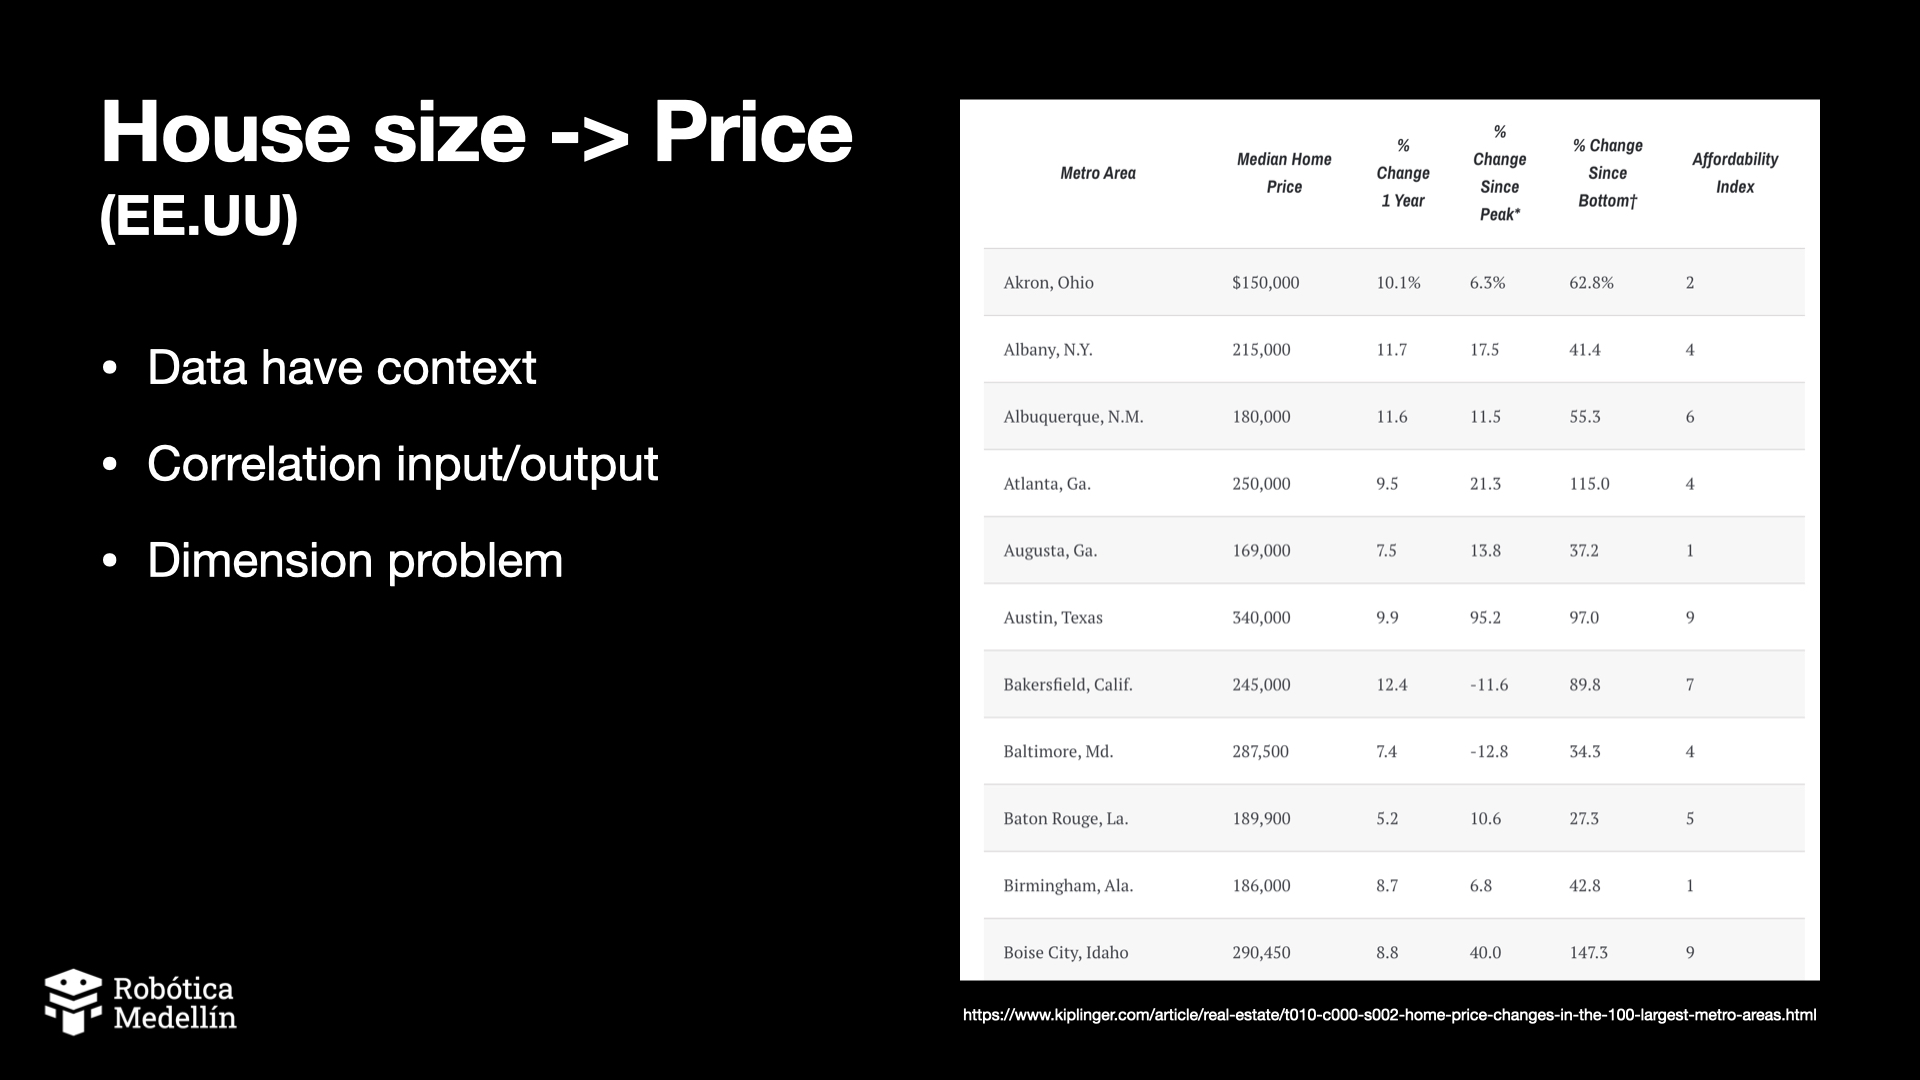 House size -> Price
(EE.UU)
• Data have context
• Correlation input/output
• Dimension problem
Metro Area Median Home Price % Change 1 Year % Change Since Peak* % Change Since Bottom† Affordability Index
Akron, Ohio $150,000 10.1% 6.3% 62.8% 2
Albany, N.Y. 215,000 11.7 17.5 41.4 4
Albuquerque, N.M. 180,000 11.6 11.5 55.3 6
Atlanta, Ga. 250,000 9.5 21.3 115.0 4
Augusta, Ga. 169,000 7.5 13.8 37.2 1
Austin, Texas 340,000 9.9 95.2 97.0 9
Bakersfield, Calif. 245,000 12.4 -11.6 89.8 7
Baltimore, Md. 287,500 7.4 -12.8 34.3 4
Baton Rouge, La. 189,900 5.2 10.6 27.3 5
Birmingham, Ala. 186,000 8.7 6.8 42.8 1
Boise City, Idaho 290,450 8.8 40.0 147.3 9
https://www.kiplinger.com/article/real-estate/t010-c000-s002-home-price-changes-in-the-100-largest-metro-areas.html
Robótica
Medellín